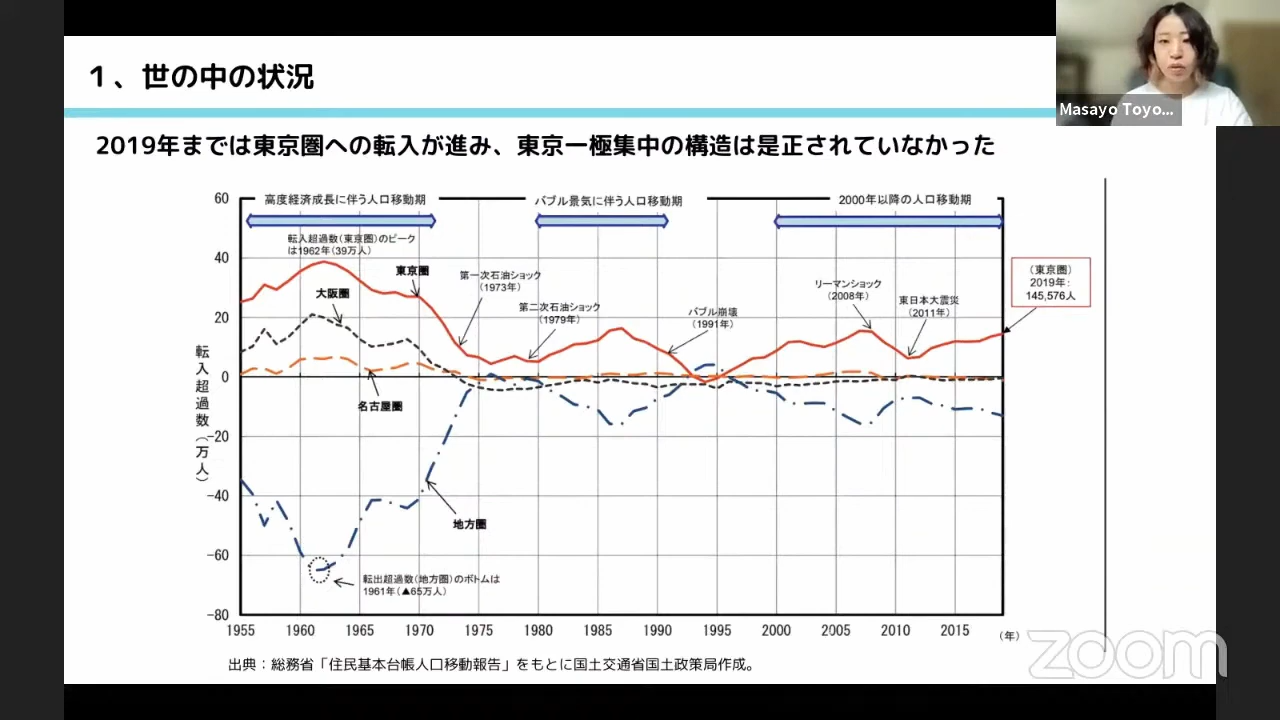 1、世の中の状況
Masayo Toyo...
2019年までは東京圏への転入が進み、東京一極集中の構造は是正されていなかった
高度経済成長に伴う人口移動期
バブル景気に伴う人口移動期
2000年以降の人口移動期
転入超過数(東京圏)のピーク
は1962年(39万人)
東京圏
大阪圏
第一次石油ショック
(1973年)
第二次石油ショック
(1979年)
バブル崩壊
(1991年)
リーマンショック
(2008年)
東日本大震災
(2011年)
(東京圏)
2019年:
145,576人
名古屋圏
地方圏
転出超過数(地方圏)のボトムは
1961年(▲65万人)
転入超過数(万人)
60
40
20
0
-20
-40
-60
-80
1955 1960 1965 1970 1975 1980 1985 1990 1995 2000 2005 2010 2015 (年)
出典：総務省「住民基本台帳人口移動報告」をもとに国土交通省国土政策局作成。
zoom